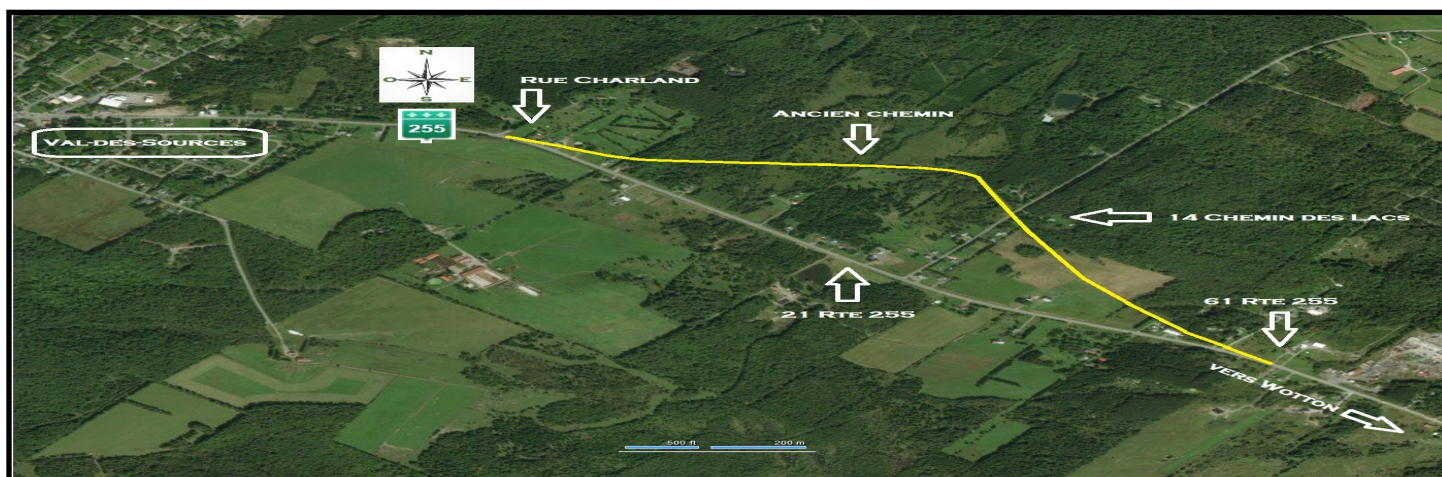 N
O E
S
255
Val-des-Sources
Rue Charland
Ancien chemin
14 Chemin des Lacs
21 Rte 255
61 Rte 255
vers Wotton
500 ft 200 m